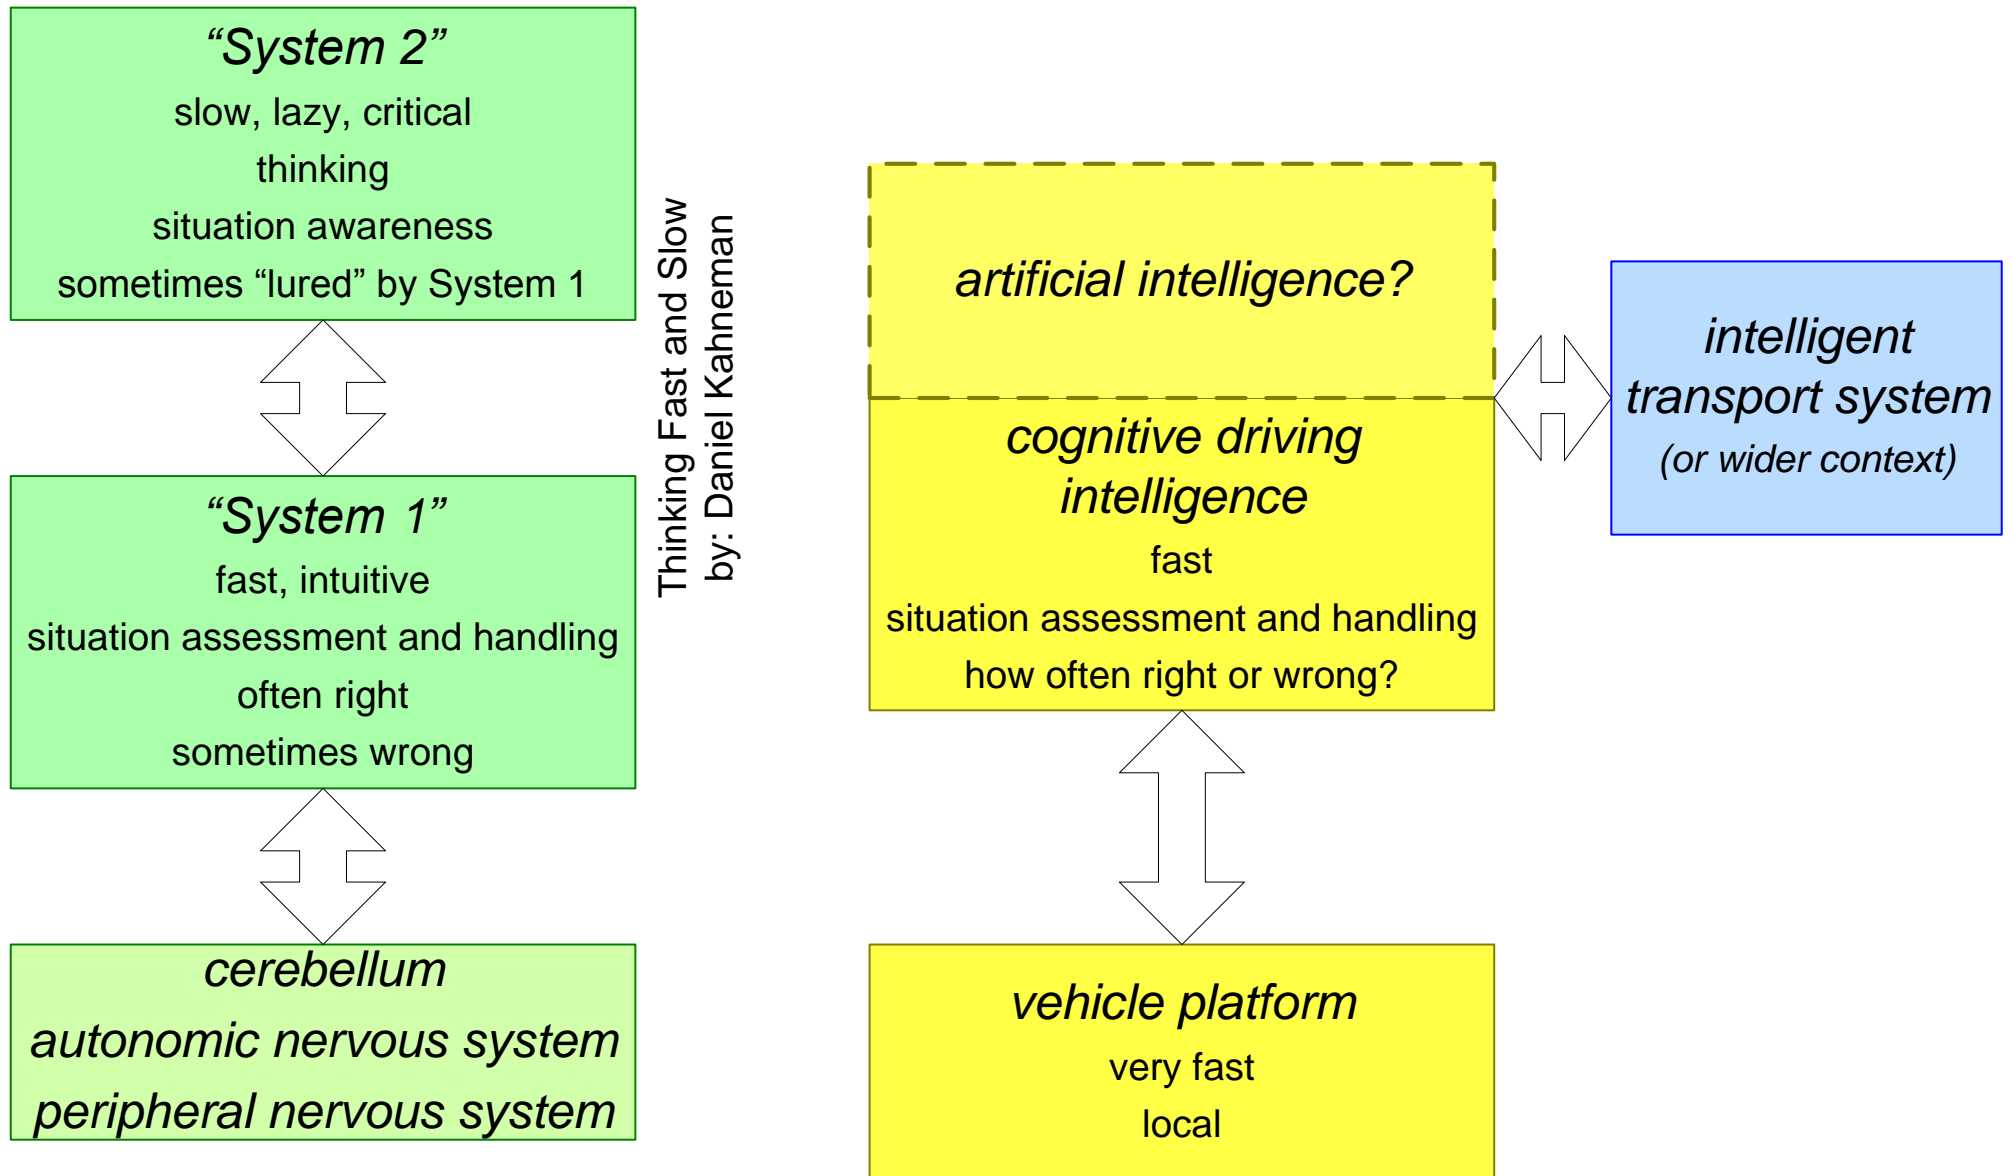 “System 2”
slow, lazy, critical
thinking
situation awareness
sometimes “lured” by System 1
“System 1”
fast, intuitive
situation assessment and handling
often right
sometimes wrong
cerebellum
autonomic nervous system
peripheral nervous system
Thinking Fast and Slow
by: Daniel Kahneman
artificial intelligence?
cognitive driving
intelligence
fast
situation assessment and handling
how often right or wrong?
vehicle platform
very fast
local
intelligent
transport system
(or wider context)